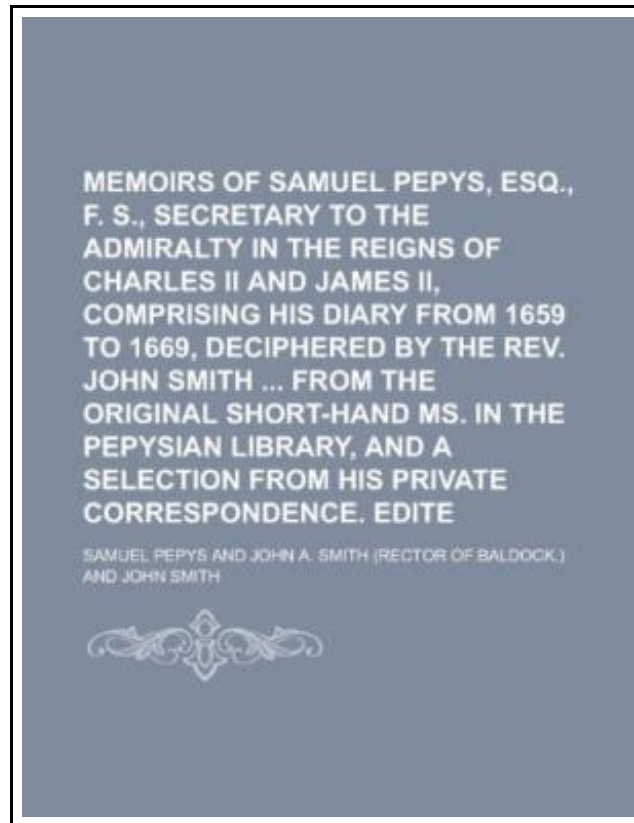 MEMOIRS OF SAMUEL PEPYS, ESQ.,
F. S., SECRETARY TO THE
ADMIRALTY IN THE REIGNS OF
CHARLES II AND JAMES II,
COMPRISING HIS DIARY FROM 1659
TO 1669, DECIPHERED BY THE REV.
JOHN SMITH ... FROM THE
ORIGINAL SHORT-HAND MS. IN THE
PEPYSIAN LIBRARY, AND A
SELECTION FROM HIS PRIVATE
CORRESPONDENCE. EDITE
SAMUEL PEPYS AND JOHN A. SMITH (RECTOR OF BALDOCK.)
AND JOHN SMITH